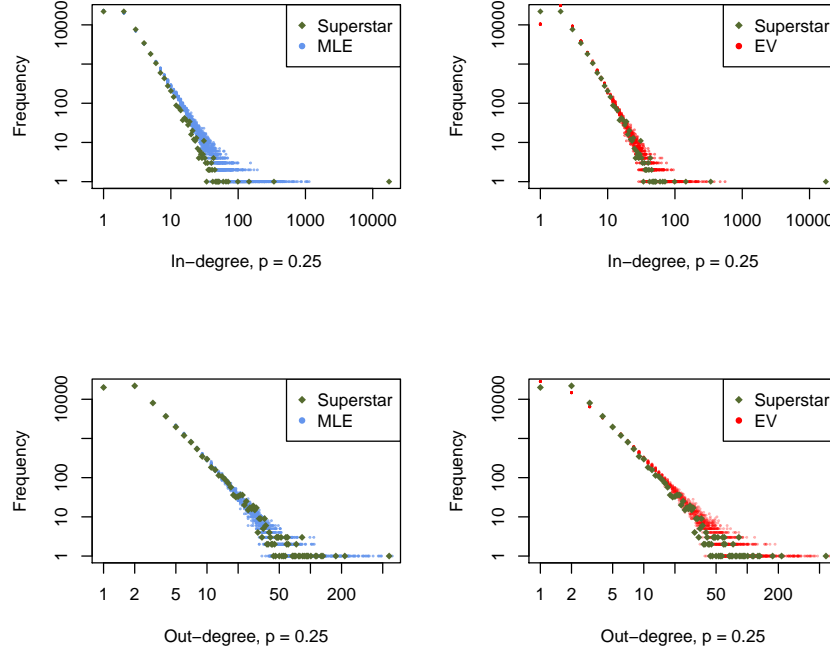 Frequency
10000
100
10
1
Superstar
MLE
1 10 100 1000 10000
In−degree, p = 0.25
Frequency
10000
100
10
1
Superstar
EV
1 10 100 1000 10000
In−degree, p = 0.25
Frequency
10000
100
10
1
Superstar
MLE
1 2 5 10 50 200
Out−degree, p = 0.25
Frequency
10000
100
10
1
Superstar
EV
1 2 5 10 50 200
Out−degree, p = 0.25